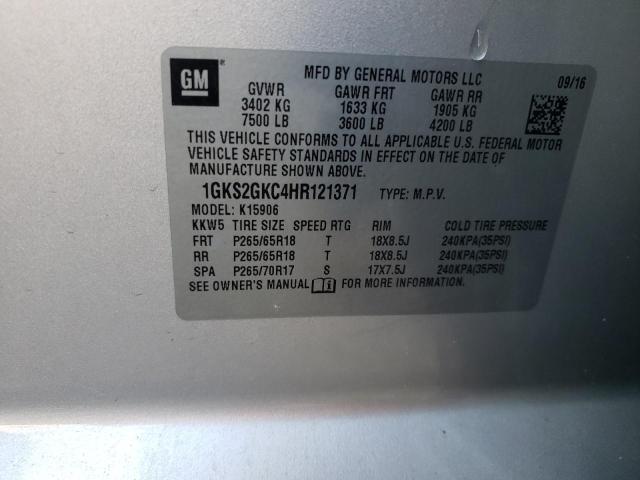 GM
MFD BY GENERAL MOTORS LLC 09/16
GVWR GAWR FRT GAWR RR
3402 KG 1633 KG 1905 KG
7500 LB 3600 LB 4200 LB
THIS VEHICLE CONFORMS TO ALL APPLICABLE U.S. FEDERAL MOTOR
VEHICLE SAFETY STANDARDS IN EFFECT ON THE DATE OF
MANUFACTURE SHOWN ABOVE.
1GKS2GKC4HR121371 TYPE: M.P.V.
MODEL: K15906
KKW5 TIRE SIZE SPEED RTG RIM COLD TIRE PRESSURE
FRT P265/65R18 T 18X8.5J 240KPA(35PSI)
RR P265/65R18 T 18X8.5J 240KPA(35PSI)
SPA P265/70R17 S 17X7.5J 240KPA(35PSI)
SEE OWNER'S MANUAL FOR MORE INFORMATION.